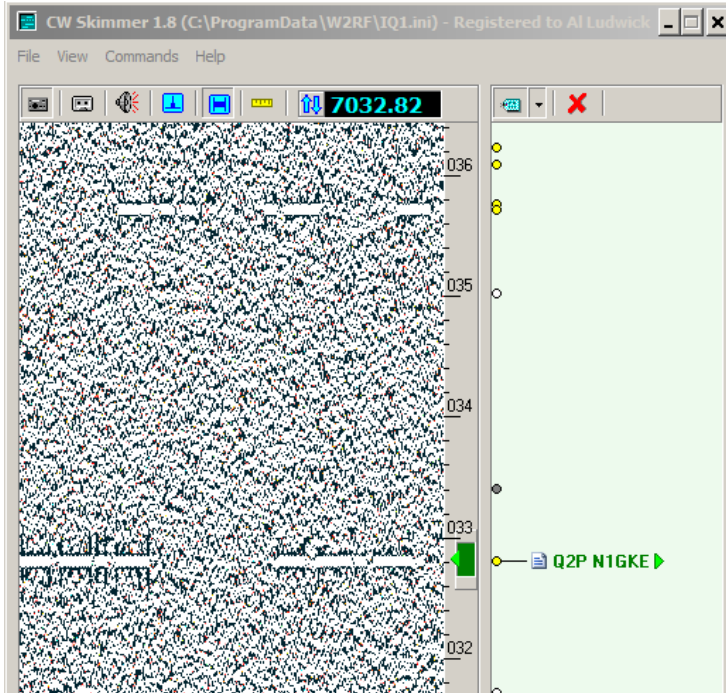 CW Skimmer 1.8 (C:\ProgramData\W2RF\IQ1.ini) - Registered to Al Ludwick
File View Commands Help
7032.82
036
035
034
033
Q2P N1GKE
032